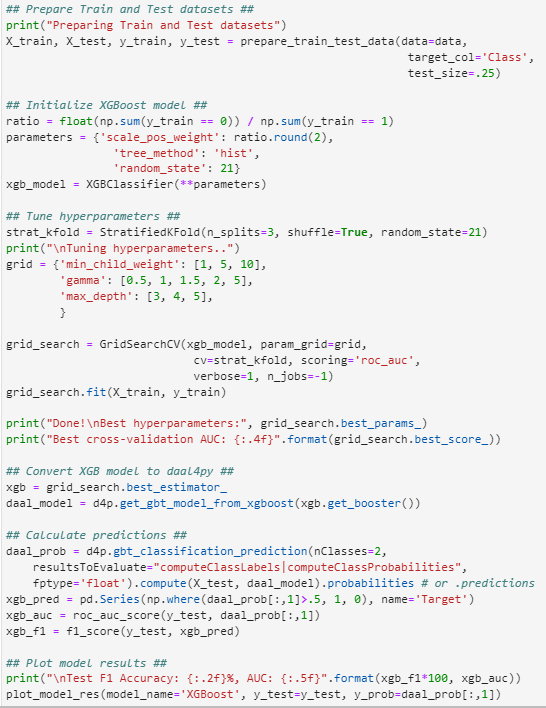 ## Prepare Train and Test datasets ##
print("Preparing Train and Test datasets")
X_train, X_test, y_train, y_test = prepare_train_test_data(data=data,
                                                           target_col='Class',
                                                           test_size=.25)

## Initialize XGBoost model ##
ratio = float(np.sum(y_train == 0)) / np.sum(y_train == 1)
parameters = {'scale_pos_weight': ratio.round(2),
                'tree_method': 'hist',
                'random_state': 21}
xgb_model = XGBClassifier(**parameters)

## Tune hyperparameters ##
strat_kfold = StratifiedKFold(n_splits=3, shuffle=True, random_state=21)
print("\nTuning hyperparameters..")
grid = {'min_child_weight': [1, 5, 10],
        'gamma': [0.5, 1, 1.5, 2, 5],
        'max_depth': [3, 4, 5],
        }

grid_search = GridSearchCV(xgb_model, param_grid=grid,
                           cv=strat_kfold, scoring='roc_auc',
                           verbose=1, n_jobs=-1)
grid_search.fit(X_train, y_train)

print("Done!\nBest hyperparameters:", grid_search.best_params_)
print("Best cross-validation AUC: {:.4f}".format(grid_search.best_score_))

## Convert XGB model to daal4py ##
xgb = grid_search.best_estimator_
daal_model = d4p.get_gbt_model_from_xgboost(xgb.get_booster())

## Calculate predictions ##
daal_prob = d4p.gbt_classification_prediction(nClasses=2,
    resultsToEvaluate="computeClassLabels|computeClassProbabilities",
    fptype='float').compute(X_test, daal_model).probabilities # or .predictions
xgb_pred = pd.Series(np.where(daal_prob[:,1]>.5, 1, 0), name='Target')
xgb_auc = roc_auc_score(y_test, daal_prob[:,1])
xgb_f1 = f1_score(y_test, xgb_pred)

## Plot model results ##
print("\nTest F1 Accuracy: {:.2f}%, AUC: {:.5f}".format(xgb_f1*100, xgb_auc))
plot_model_res(model_name='XGBoost', y_test=y_test, y_prob=daal_prob[:,1])